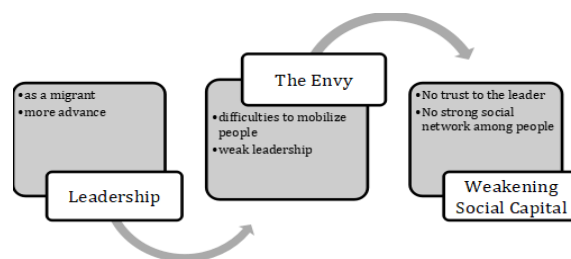 • as a migrant
• more advance
Leadership
The Envy
• difficulties to mobilize
people
• weak leadership
• No trust to the leader
• No strong social
network among people
Weakening
Social Capital